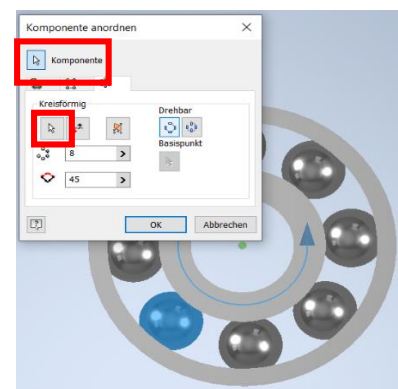 Komponente anordnen
Komponente
Kreisförmig
Drehbar
Basispunkt
8
45
OK
Abbrechen